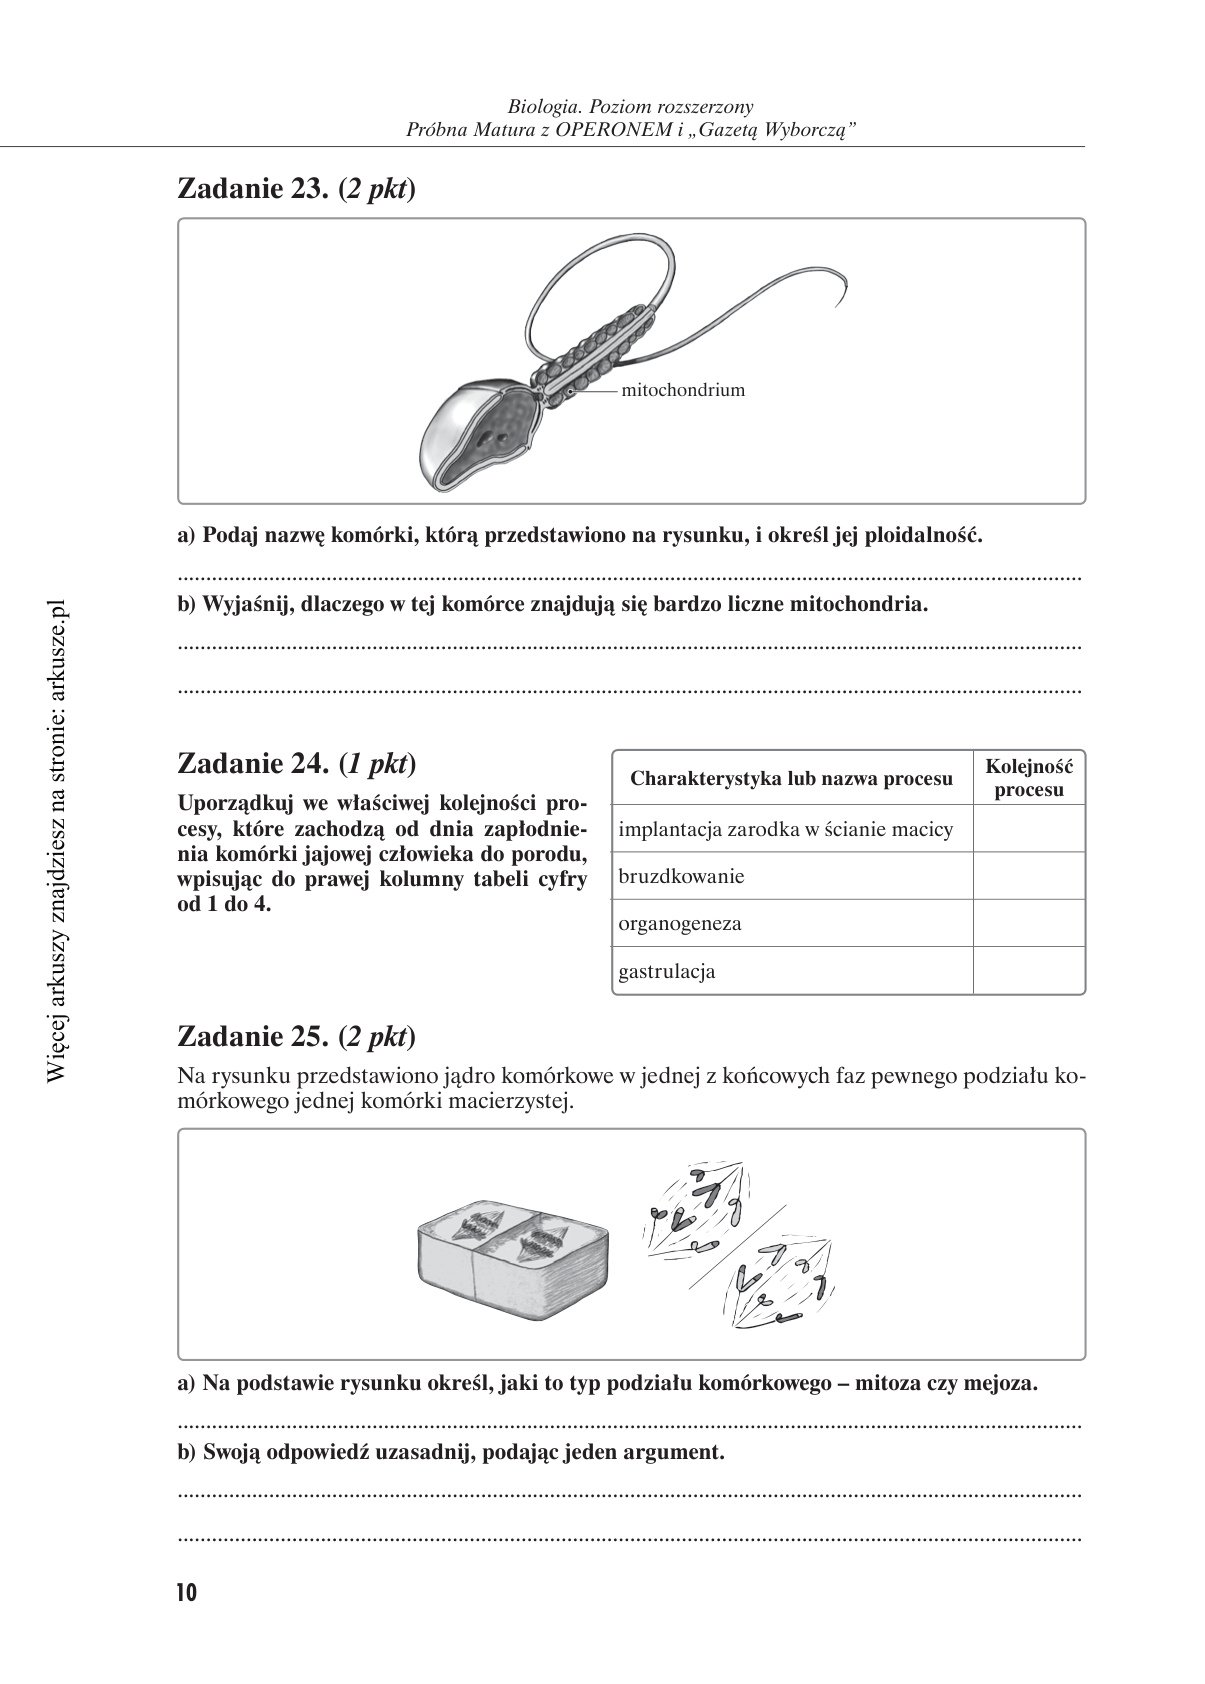 Biologia. Poziom rozszerzony
Próbna Matura z OPERONEM i „Gazetą Wyborczą”
Zadanie 23. (2 pkt)
mitochondrium
a) Podaj nazwę komórki, którą przedstawiono na rysunku, i określ jej ploidalność.
b) Wyjaśnij, dlaczego w tej komórce znajdują się bardzo liczne mitochondria.
Zadanie 24. (1 pkt)
Uporządkuj we właściwej kolejności pro-
cesy, które zachodzą od dnia zapłodnie-
nia komórki jajowej człowieka do porodu,
wpisując do prawej kolumny tabeli cyfry
od 1 do 4.
Charakterystyka lub nazwa procesu
Kolejność
procesu
implantacja zarodka w ścianie macicy
bruzdkowanie
organogeneza
gastrulacja
Zadanie 25. (2 pkt)
Na rysunku przedstawiono jądro komórkowe w jednej z końcowych faz pewnego podziału ko-
mórkowego jednej komórki macierzystej.
a) Na podstawie rysunku określ, jaki to typ podziału komórkowego – mitoza czy mejoza.
b) Swoją odpowiedź uzasadnij, podając jeden argument.
10
Więcej arkuszy znajdziesz na stronie: arkusze.pl